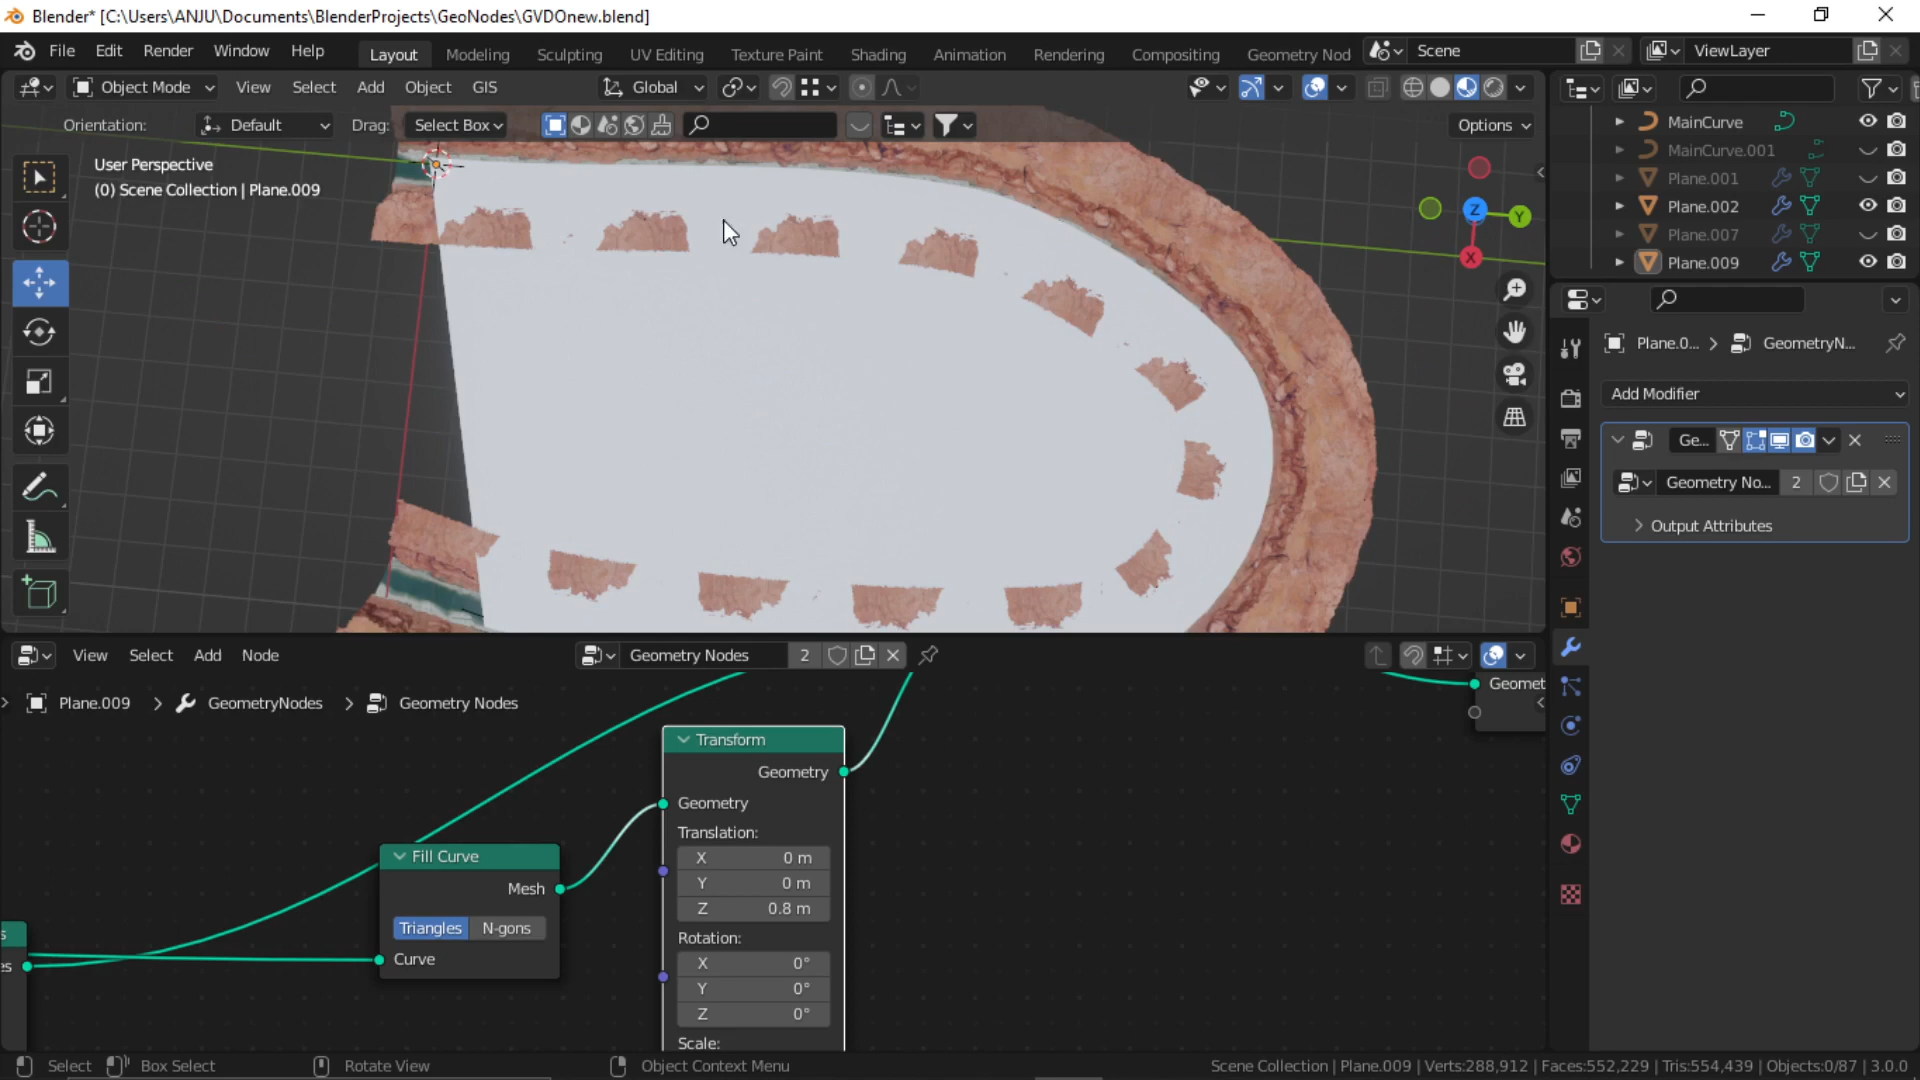 Blender* [C:\Users\ANJU\Documents\BlenderProjects\GeoNodes\GVDOnew.blend]
File Edit Render Window Help Layout Modeling Sculpting UV Editing Texture Paint Shading Animation Rendering Compositing Geometry Nod Scene ViewLayer
Object Mode View Select Add Object GIS Global
Orientation: Default Drag: Select Box Options
User Perspective
(0) Scene Collection | Plane.009
Z Y X
MainCurve
MainCurve.001
Plane.001
Plane.002
Plane.007
Plane.009
Plane.0... > GeometryN...
Add Modifier
Ge...
Geometry No... 2
Output Attributes
View Select Add Node Geometry Nodes 2
Plane.009 > GeometryNodes > Geometry Nodes
Geomet
Transform
Geometry
Geometry
Translation:
X 0 m
Y 0 m
Z 0.8 m
Rotation:
X 0°
Y 0°
Z 0°
Scale:
Fill Curve
Mesh
Triangles N-gons
Curve
s
es
Select Box Select Rotate View Object Context Menu Scene Collection | Plane.009 | Verts:288,912 | Faces:552,229 | Tris:554,439 | Objects:0/87 | 3.0.0